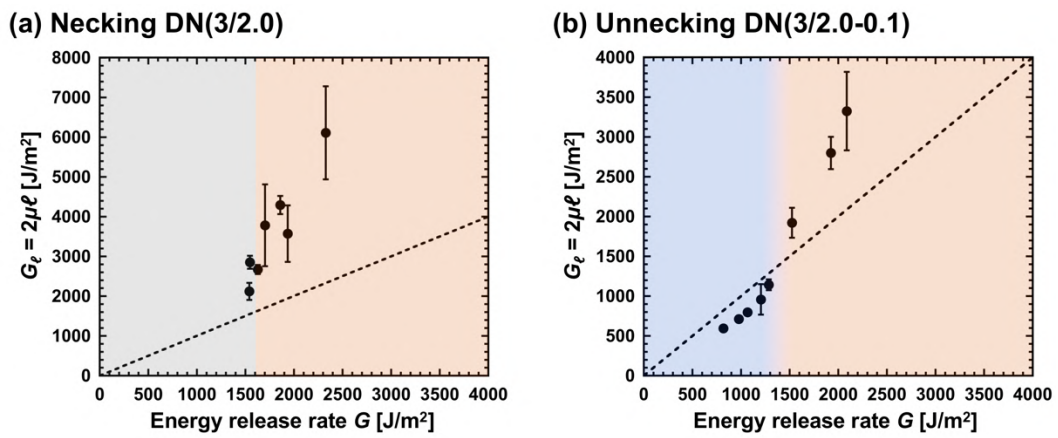 (a) Necking DN(3/2.0)
8000
7000
6000
5000
4000
3000
2000
1000
0
Gℓ = 2μℓ [J/m²]
0 500 1000 1500 2000 2500 3000 3500 4000
Energy release rate G [J/m²]
(b) Unnecking DN(3/2.0-0.1)
4000
3500
3000
2500
2000
1500
1000
500
0
Gℓ = 2μℓ [J/m²]
0 500 1000 1500 2000 2500 3000 3500 4000
Energy release rate G [J/m²]